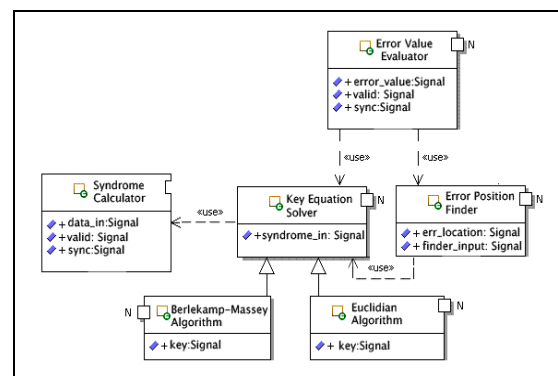 Error Value
Evaluator
N
+error_value:Signal
+valid: Signal
+sync:Signal
«use»
«use»
Syndrome
Calculator
+data_in:Signal
+valid: Signal
+sync:Signal
«use»
Key Equation
Solver
N
+syndrome_in: Signal
Error Position
Finder
N
+err_location: Signal
+finder_input: Signal
«use»
N
Berlekamp-Massey
Algorithm
+key:Signal
Euclidian
Algorithm
N
+ key:Signal